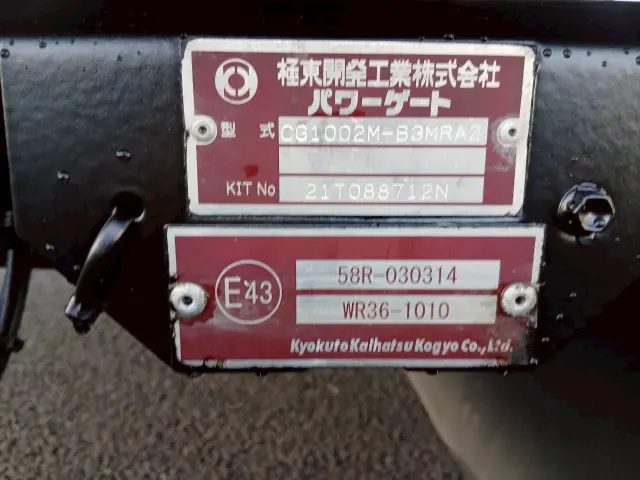 極東開発工業株式会社
パワーゲート
型式 CG1002M-B3MRA2
KIT No 21T088712N
E43
58R-030314
WR36-1010
Kyokuto Kaihatsu Kogyo Co., Ltd.